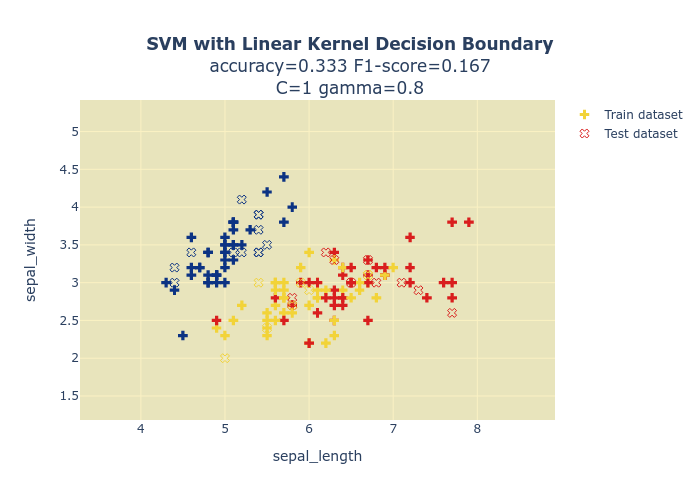 SVM with Linear Kernel Decision Boundary
accuracy=0.333 F1-score=0.167
C=1 gamma=0.8
Train dataset
Test dataset
5
4.5
4
3.5
3
2.5
2
1.5
sepal_width
4 5 6 7 8
sepal_length